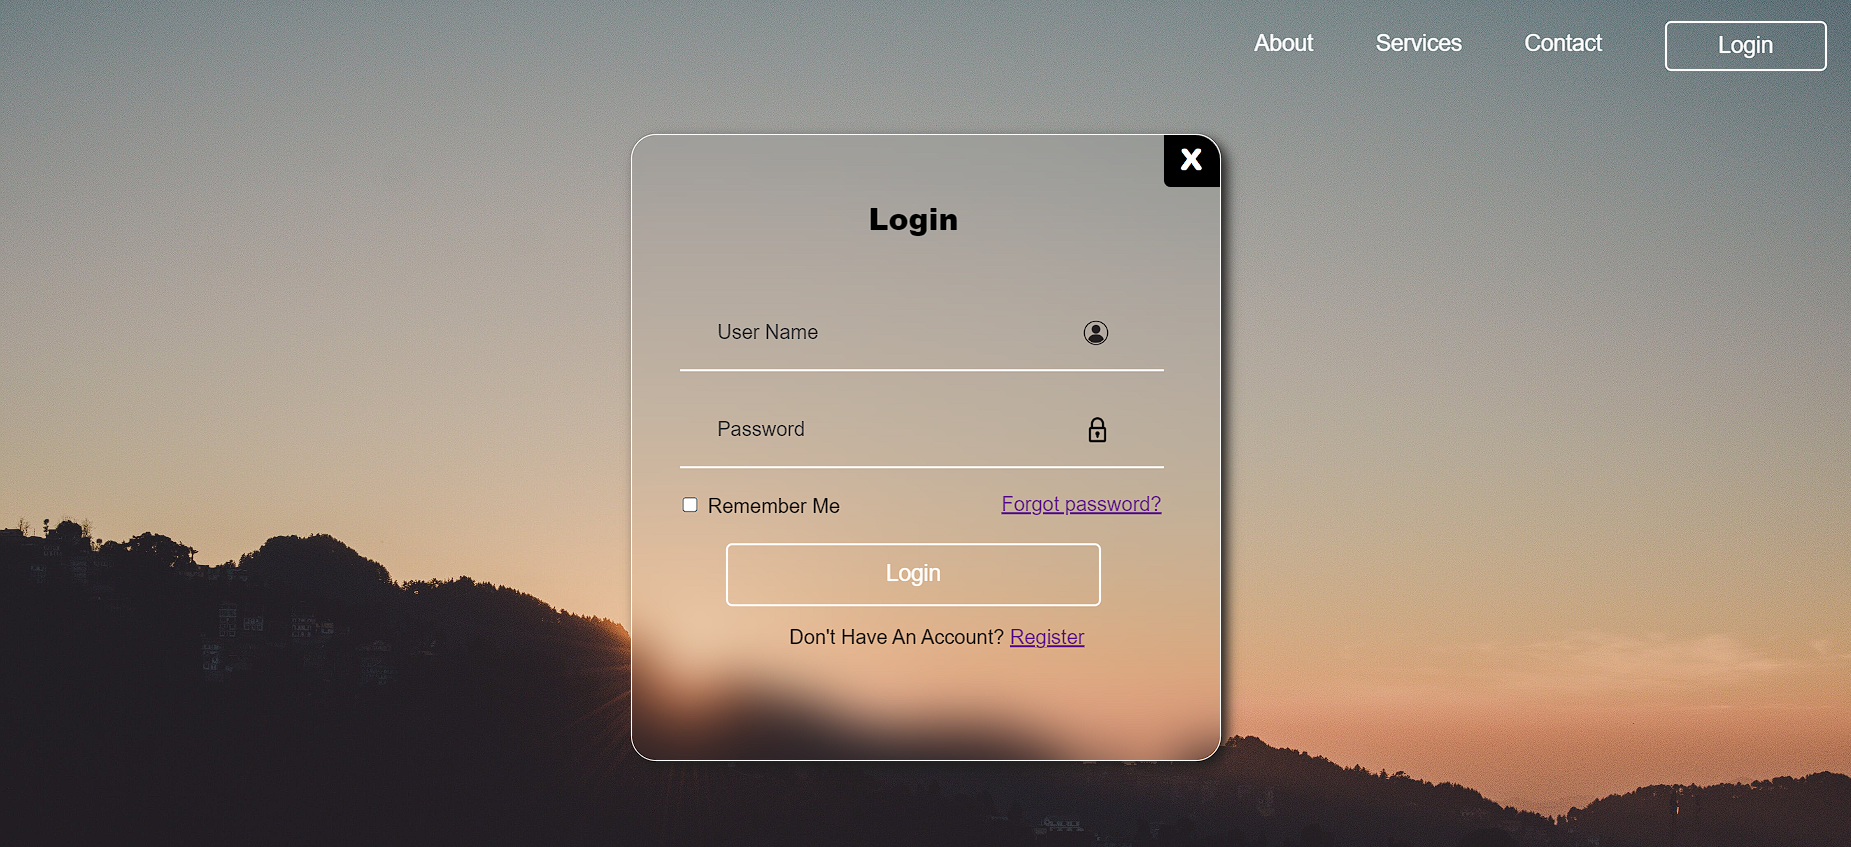 About Services Contact Login
X
Login
User Name
Password
Remember Me Forgot password?
Login
Don't Have An Account? Register